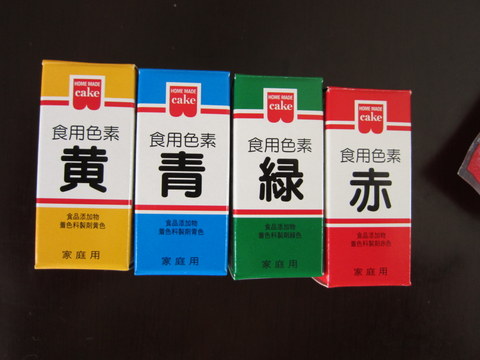 HOME MADE
cake
食用色素
黄
食品添加物
着色料製剤黄色
家庭用
HOME MADE
cake
食用色素
青
食品添加物
着色料製剤青色
家庭用
HOME MADE
cake
食用色素
緑
食品添加物
着色料製剤緑色
家庭用
HOME MADE
cake
食用色素
赤
食品添加物
着色料製剤赤色
家庭用